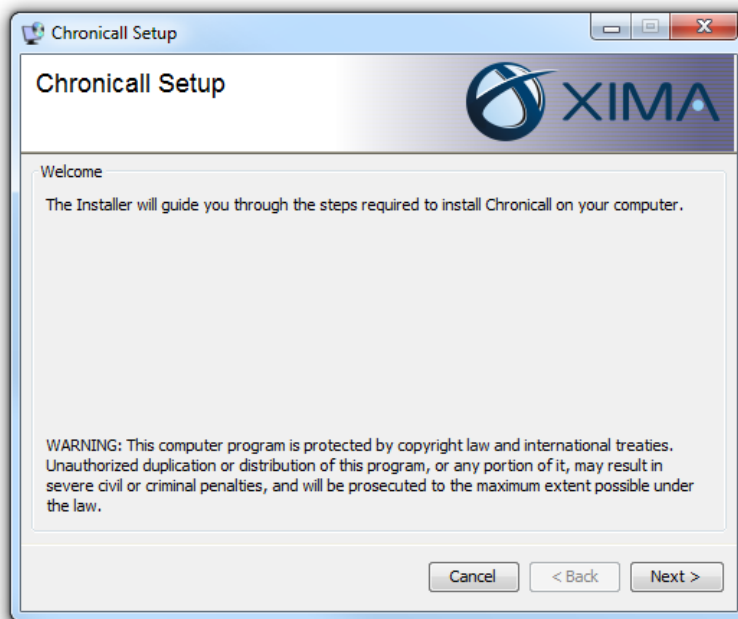 Chronicall Setup
Chronicall Setup
XIMA
Welcome
The Installer will guide you through the steps required to install Chronicall on your computer.
WARNING: This computer program is protected by copyright law and international treaties.
Unauthorized duplication or distribution of this program, or any portion of it, may result in
severe civil or criminal penalties, and will be prosecuted to the maximum extent possible under
the law.
Cancel < Back Next >